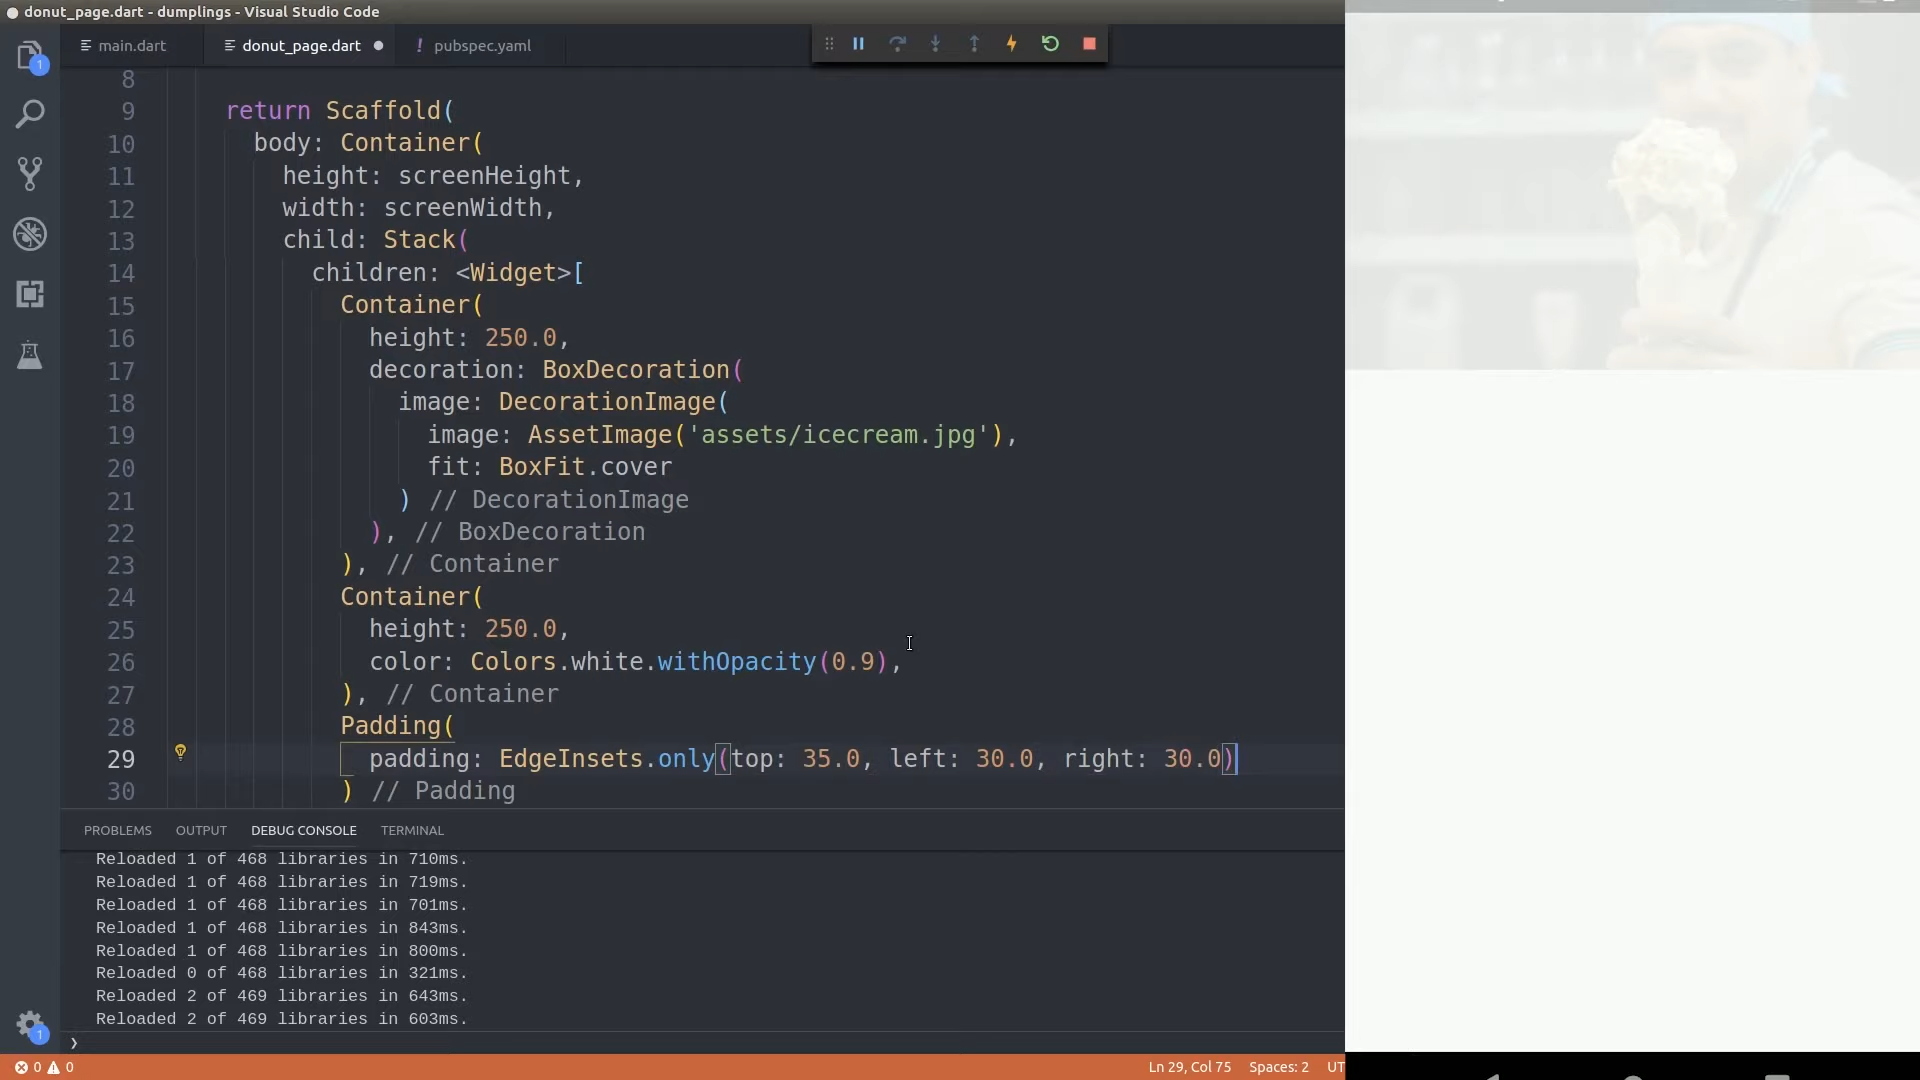 donut_page.dart - dumplings - Visual Studio Code
main.dart
donut_page.dart
pubspec.yaml
8
9 return Scaffold(
10 body: Container(
11 height: screenHeight,
12 width: screenWidth,
13 child: Stack(
14 children: <Widget>[
15 Container(
16 height: 250.0,
17 decoration: BoxDecoration(
18 image: DecorationImage(
19 image: AssetImage('assets/icecream.jpg'),
20 fit: BoxFit.cover
21 ) // DecorationImage
22 ), // BoxDecoration
23 ), // Container
24 Container(
25 height: 250.0,
26 color: Colors.white.withOpacity(0.9),
27 ), // Container
28 Padding(
29 padding: EdgeInsets.only(top: 35.0, left: 30.0, right: 30.0)
30 ) // Padding
PROBLEMS OUTPUT DEBUG CONSOLE TERMINAL
Reloaded 1 of 468 libraries in 710ms.
Reloaded 1 of 468 libraries in 719ms.
Reloaded 1 of 468 libraries in 701ms.
Reloaded 1 of 468 libraries in 843ms.
Reloaded 1 of 468 libraries in 800ms.
Reloaded 0 of 468 libraries in 321ms.
Reloaded 2 of 469 libraries in 643ms.
Reloaded 2 of 469 libraries in 603ms.
1
1
0 0
Ln 29, Col 75 Spaces: 2 UT